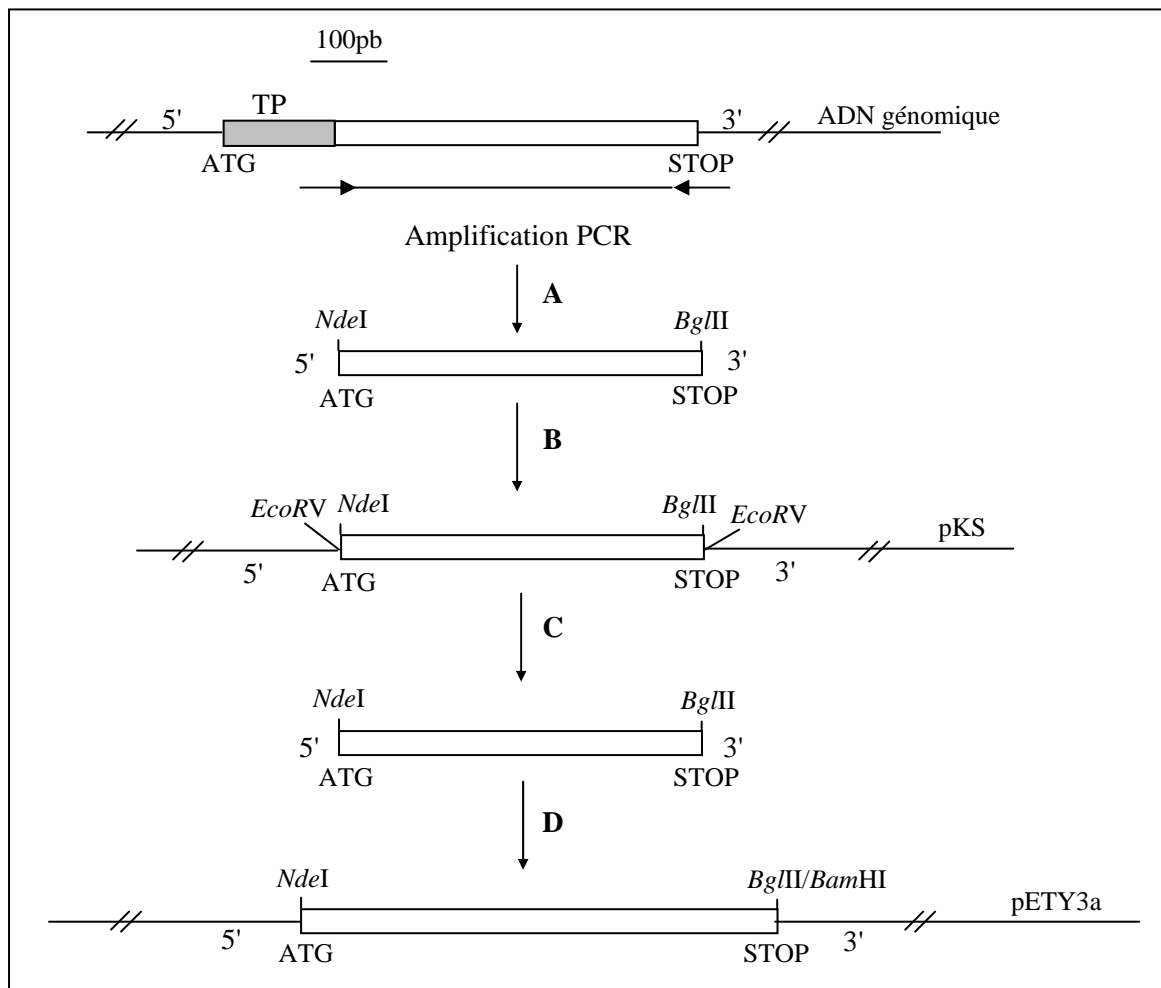 100pb
TP
5'
3'
ADN génomique
ATG
STOP
Amplification PCR
A
NdeI
BglII
5'
3'
ATG
STOP
B
EcoRV
NdeI
BglII
EcoRV
pKS
5'
ATG
STOP
3'
C
NdeI
BglII
5'
3'
ATG
STOP
D
NdeI
BglII/BamHI
pETY3a
5'
ATG
STOP
3'